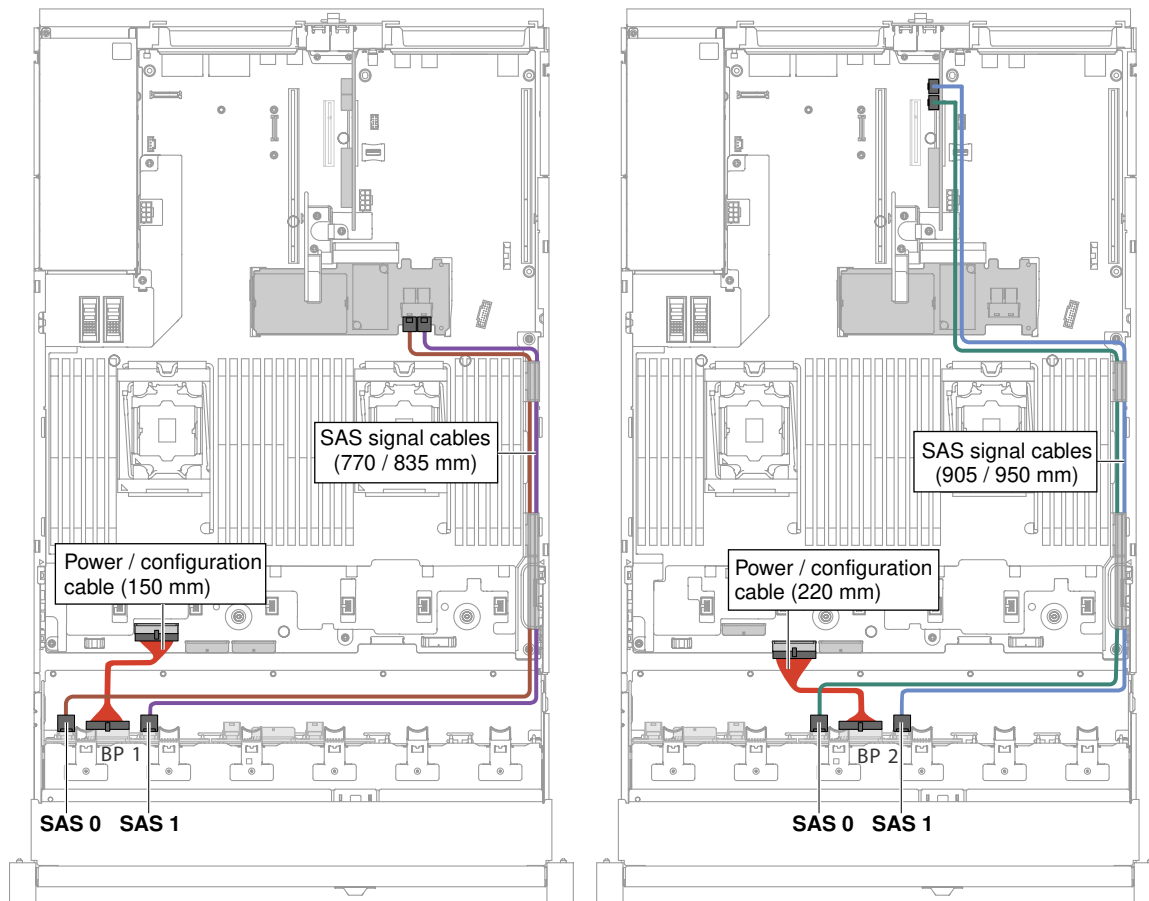 SAS signal cables
(770 / 835 mm)
Power / configuration
cable (150 mm)
BP 1
SAS 0
SAS 1
SAS signal cables
(905 / 950 mm)
Power / configuration
cable (220 mm)
BP 2
SAS 0
SAS 1